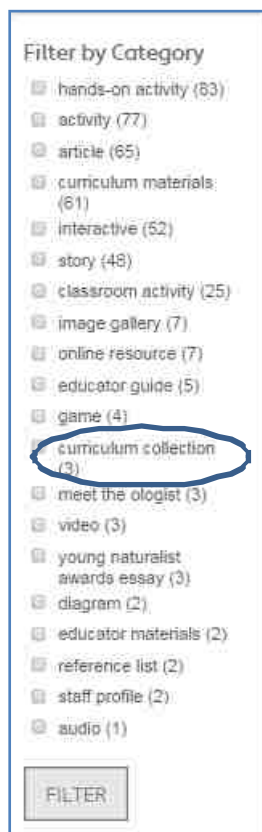 Filter by Category
hands-on activity (83)
activity (77)
article (65)
curriculum materials
(61)
interactive (52)
story (48)
classroom activity (25)
image gallery (7)
online resource (7)
educator guide (5)
game (4)
curriculum collection
(3)
meet the ologist (3)
video (3)
young naturalist
awards essay (3)
diagram (2)
educator materials (2)
reference list (2)
staff profile (2)
audio (1)
FILTER